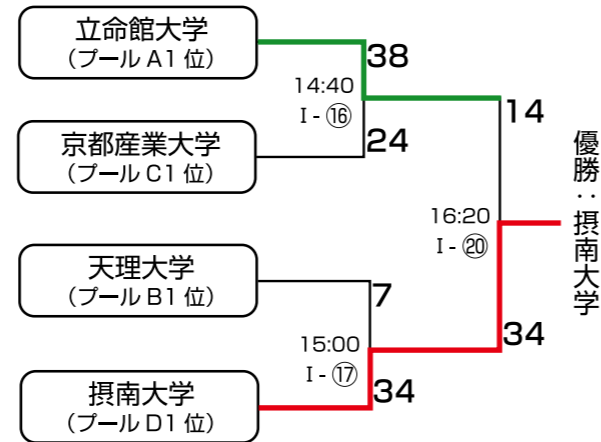 立命館大学
（プール A1 位）
38
14:40
I - ⑯
京都産業大学
（プール C1 位）
24
14
16:20
I - ⑳
優勝：摂南大学
天理大学
（プール B1 位）
7
15:00
I - ⑰
34
摂南大学
（プール D1 位）
34